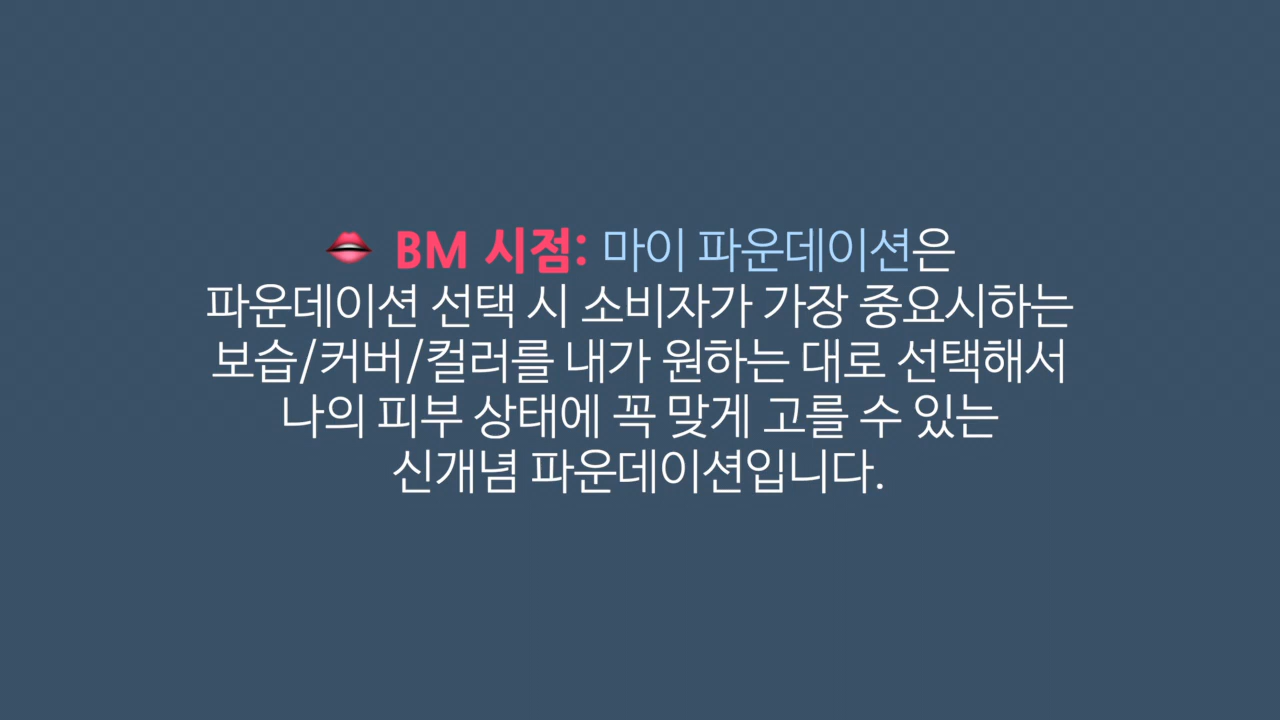 👄 BM 시점: 마이 파운데이션은
파운데이션 선택 시 소비자가 가장 중요시하는
보습/커버/컬러를 내가 원하는 대로 선택해서
나의 피부 상태에 꼭 맞게 고를 수 있는
신개념 파운데이션입니다.